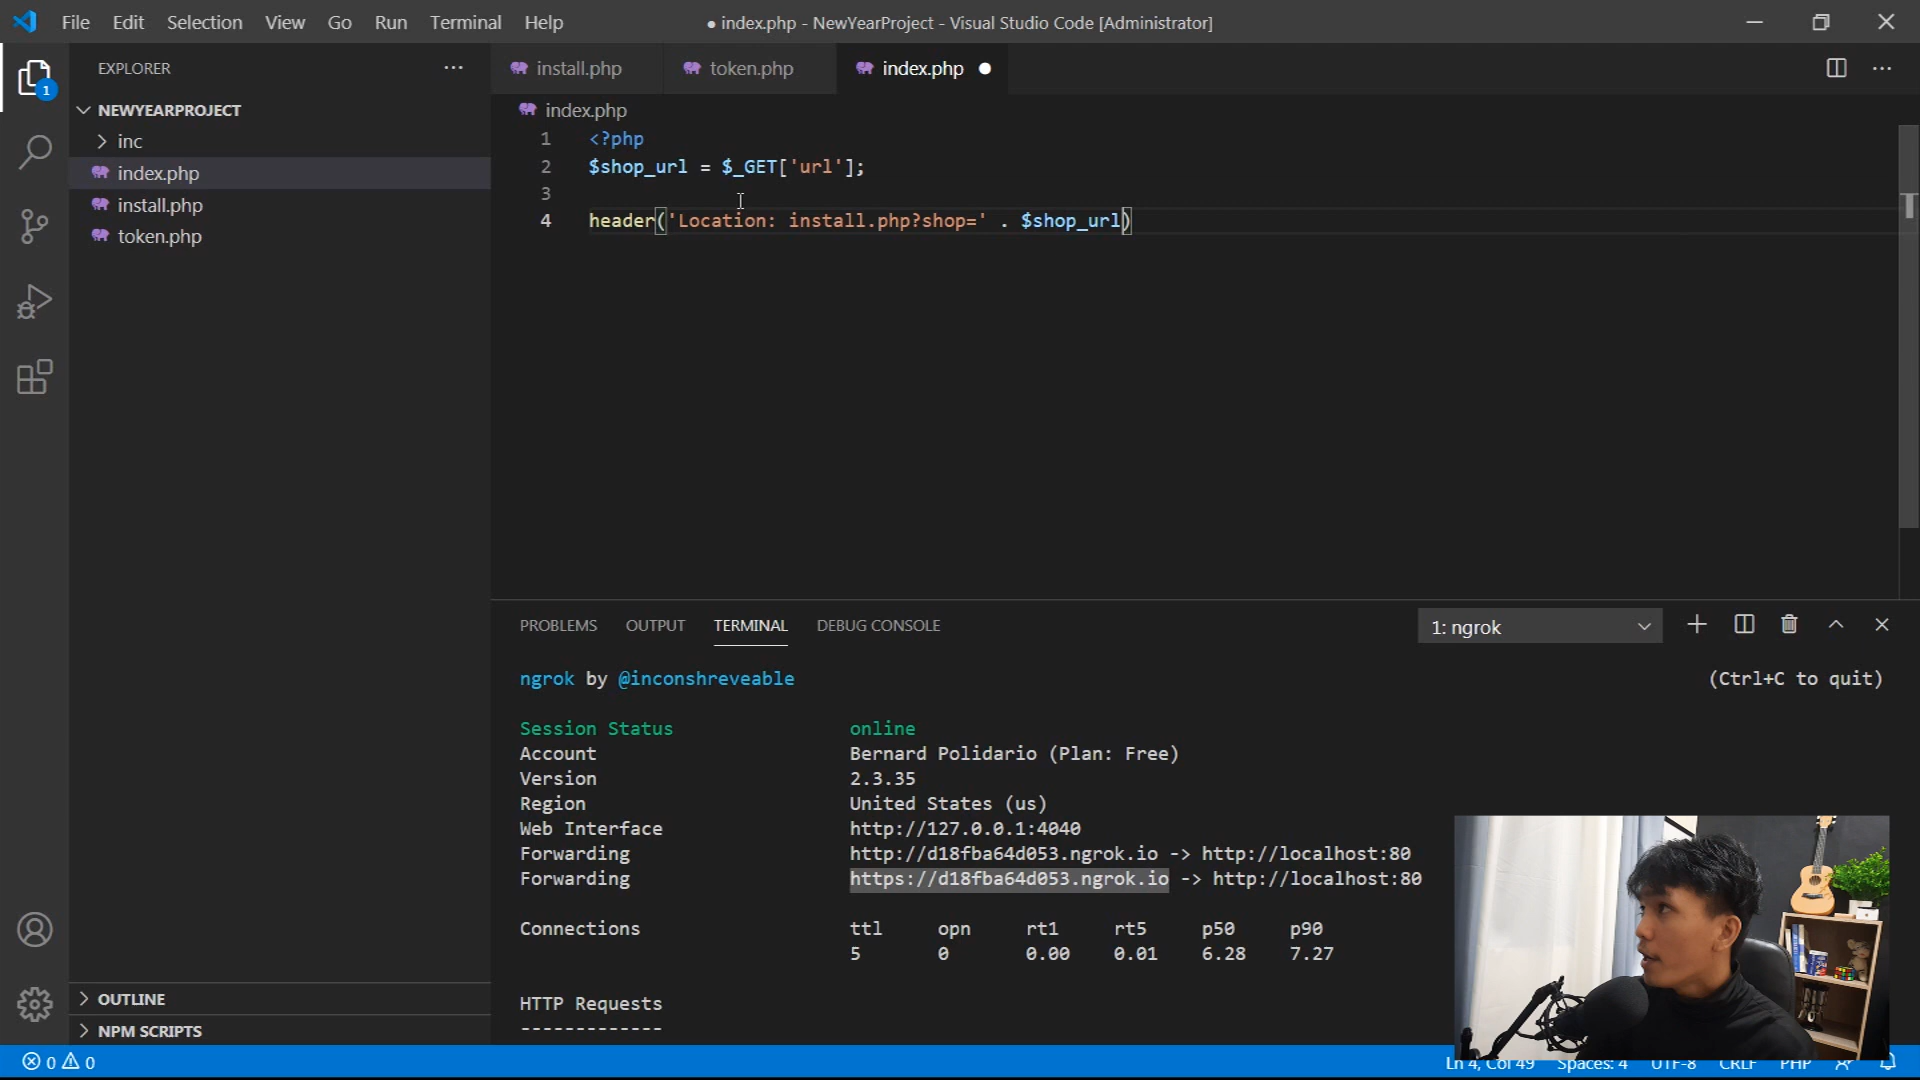 File Edit Selection View Go Run Terminal Help
● index.php - NewYearProject - Visual Studio Code [Administrator]
EXPLORER
install.php
token.php
index.php ●
NEWYEARPROJECT
inc
index.php
install.php
token.php
index.php
1 <?php
2 $shop_url = $_GET['url'];
3
4 header('Location: install.php?shop=' . $shop_url)
1
PROBLEMS OUTPUT TERMINAL DEBUG CONSOLE
1: ngrok
ngrok by @inconshreveable (Ctrl+C to quit)
Session Status online
Account Bernard Polidario (Plan: Free)
Version 2.3.35
Region United States (us)
Web Interface http://127.0.0.1:4040
Forwarding http://d18fba64d053.ngrok.io -> http://localhost:80
Forwarding https://d18fba64d053.ngrok.io -> http://localhost:80
Connections ttl opn rt1 rt5 p50 p90
5 0 0.00 0.01 6.28 7.27
HTTP Requests
-------------
OUTLINE
NPM SCRIPTS
0 0
Ln 4, Col 49 Spaces: 4 UTF-8 CRLF PHP